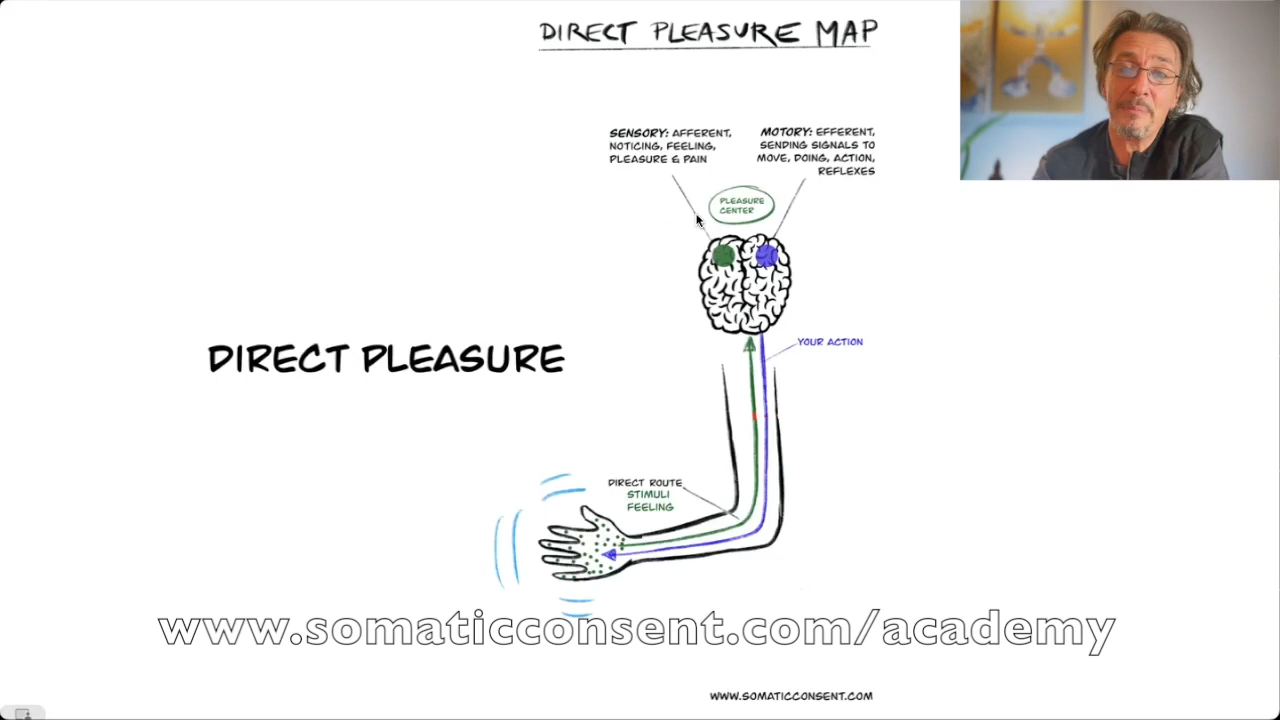 DIRECT PLEASURE MAP
SENSORY: AFFERENT,
NOTICING, FEELING,
PLEASURE & PAIN
MOTORY: EFFERENT,
SENDING SIGNALS TO
MOVE, DOING, ACTION,
REFLEXES
PLEASURE
CENTER
YOUR ACTION
DIRECT PLEASURE
DIRECT ROUTE
STIMULI
FEELING
www.somaticconsent.com/academy
WWW.SOMATICCONSENT.COM